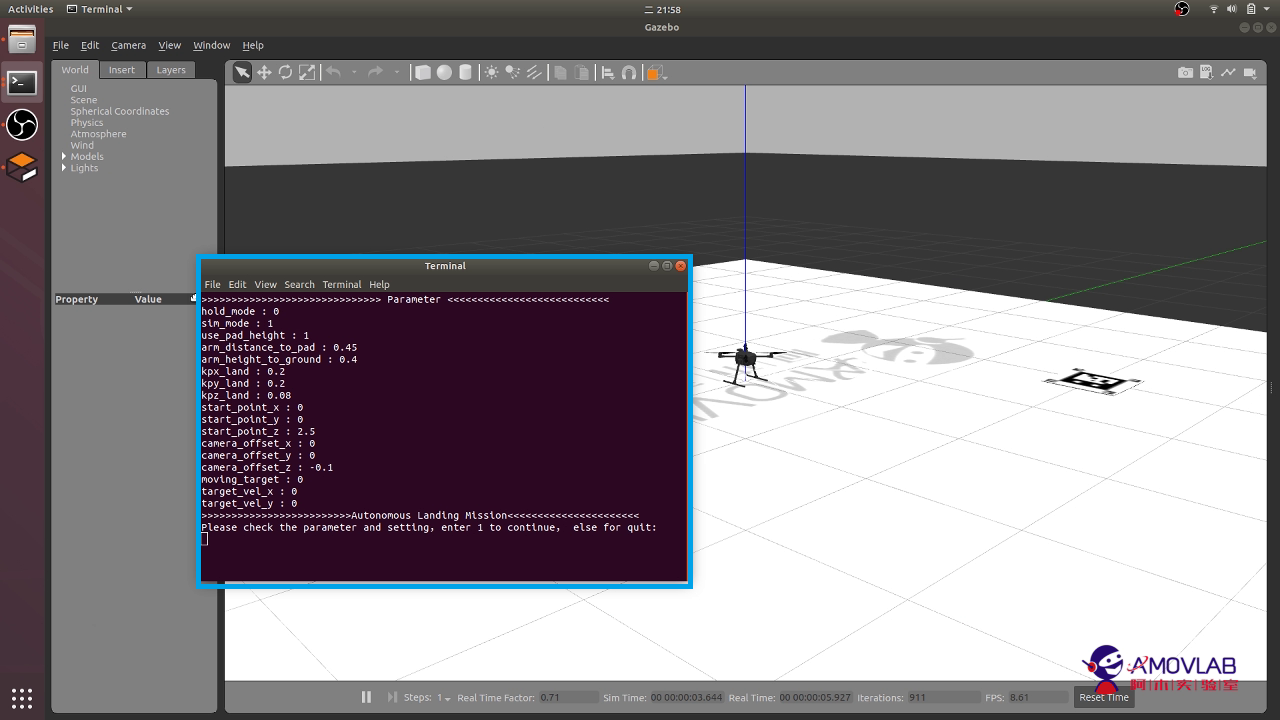 Activities
Terminal
二 21:58
Gazebo
File Edit Camera View Window Help
World Insert Layers
GUI
Scene
Spherical Coordinates
Physics
Atmosphere
Wind
Models
Lights
Property Value
Terminal
File Edit View Search Terminal Help
>>>>>>>>>>>>>>>>>>>>>>>>>>>>>> Parameter <<<<<<<<<<<<<<<<<<<<<<<<<<<
hold_mode : 0
sim_mode : 1
use_pad_height : 1
arm_distance_to_pad : 0.45
arm_height_to_ground : 0.4
kpx_land : 0.2
kpy_land : 0.2
kpz_land : 0.08
start_point_x : 0
start_point_y : 0
start_point_z : 2.5
camera_offset_x : 0
camera_offset_y : 0
camera_offset_z : -0.1
moving_target : 0
target_vel_x : 0
target_vel_y : 0
>>>>>>>>>>>>>>>>>>>>>>>>>Autonomous Landing Mission<<<<<<<<<<<<<<<<<<<<<<
Please check the parameter and setting，enter 1 to continue， else for quit:
AMOVLAB
阿木实验室
Steps: 1 Real Time Factor: 0.71 Sim Time: 00 00:00:03.644 Real Time: 00 00:00:05.927 Iterations: 911 FPS: 8.61 Reset Time